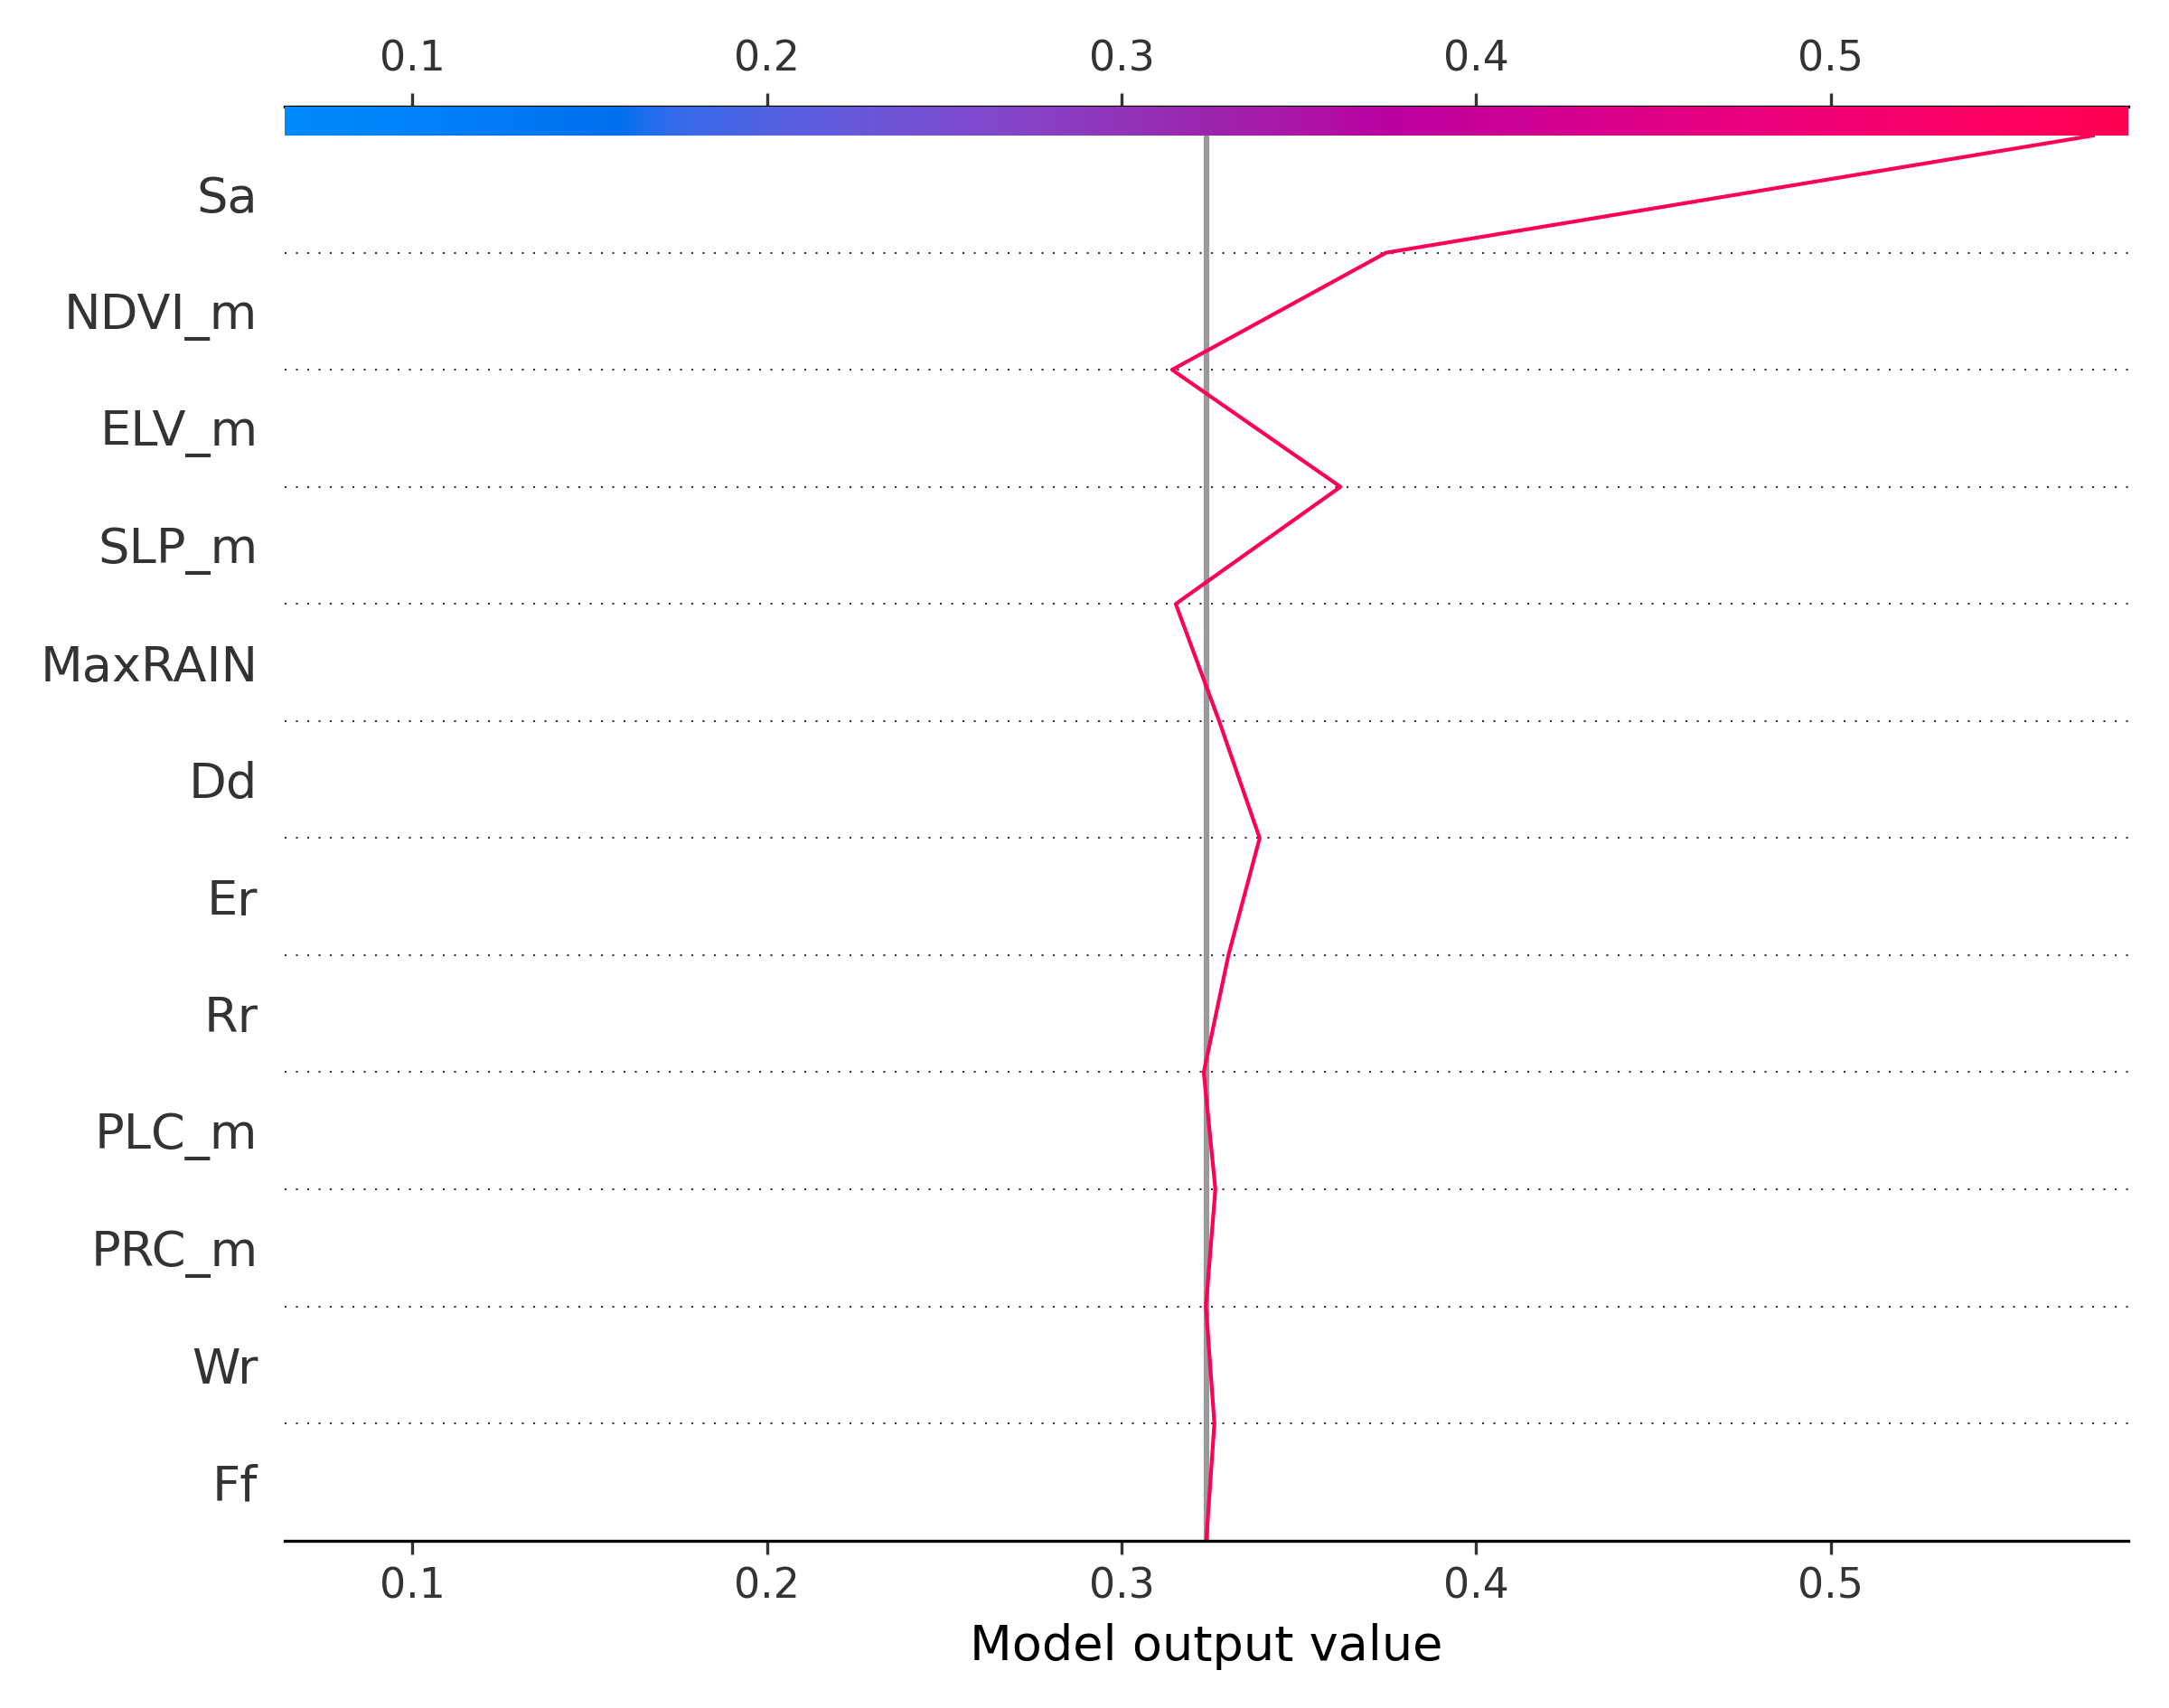 0.1 0.2 0.3 0.4 0.5
Sa
NDVI_m
ELV_m
SLP_m
MaxRAIN
Dd
Er
Rr
PLC_m
PRC_m
Wr
Ff
0.1 0.2 0.3 0.4 0.5
Model output value